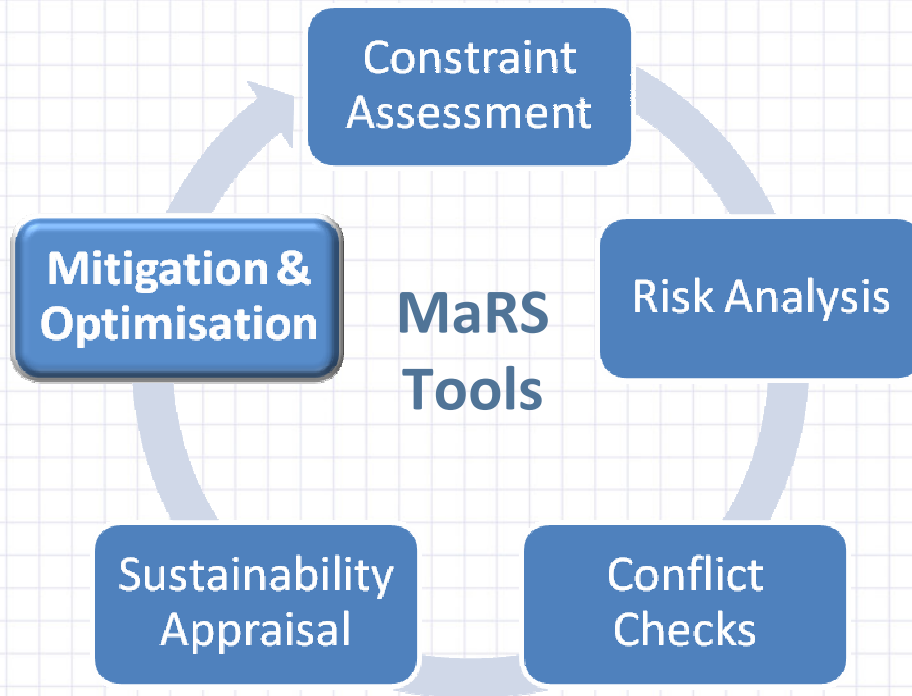 Constraint
Assessment
Mitigation &
Optimisation
MaRS
Tools
Risk Analysis
Sustainability
Appraisal
Conflict
Checks